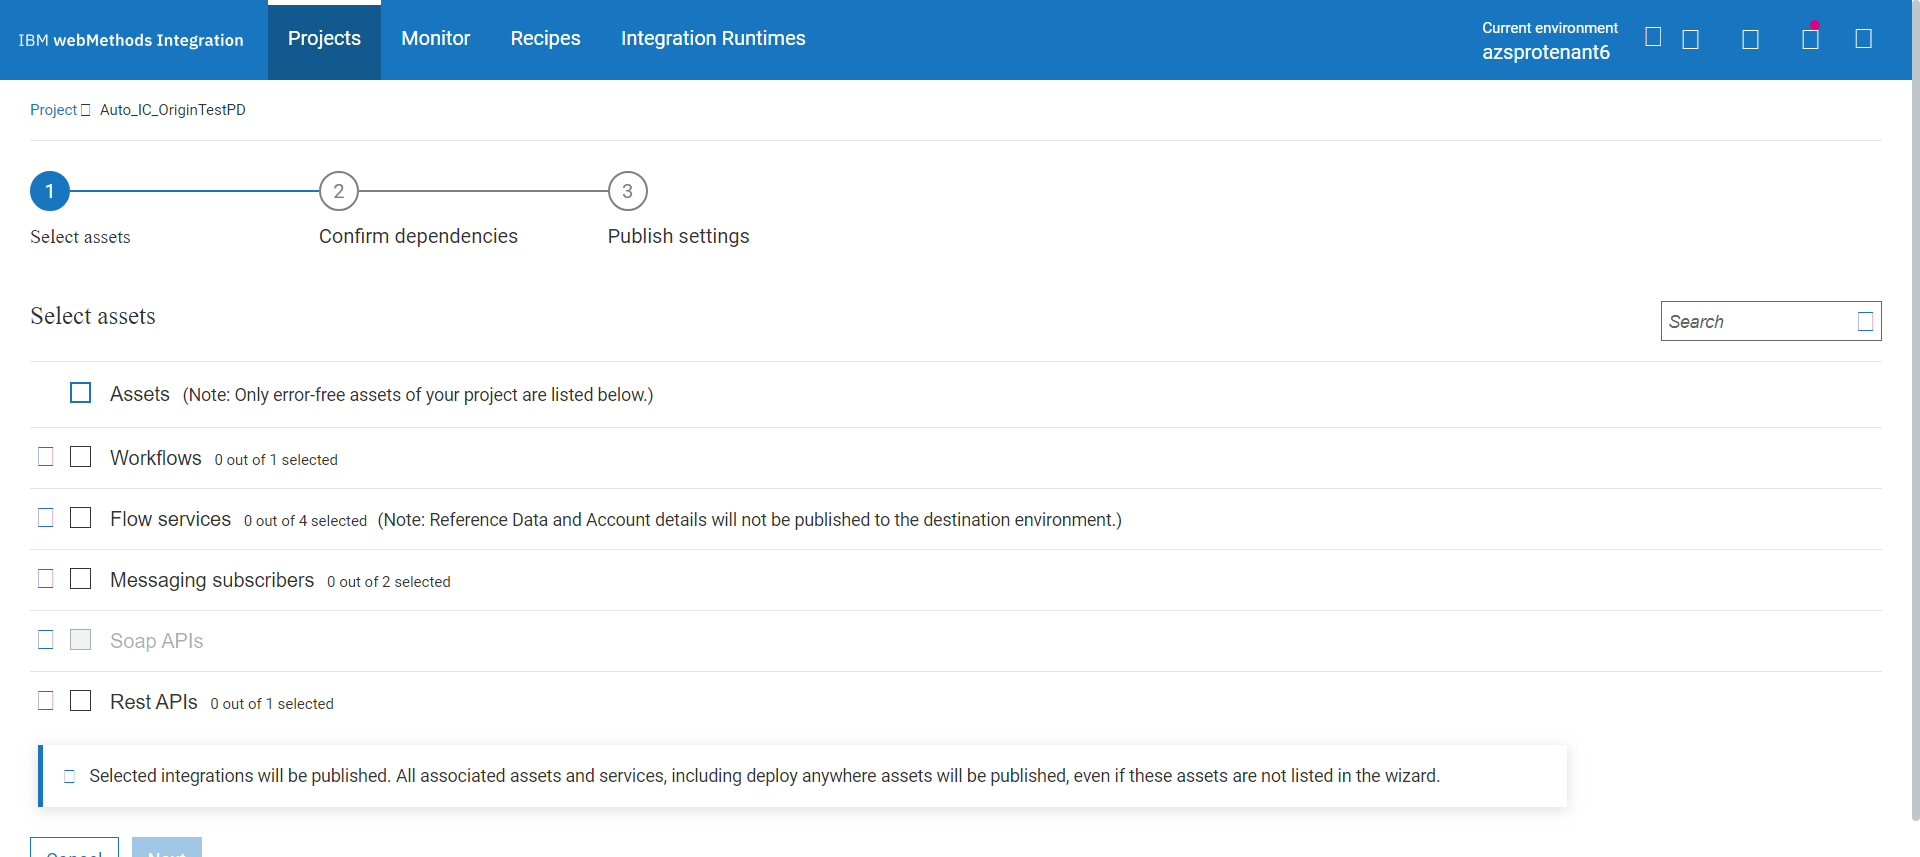 IBM webMethods Integration
Projects
Monitor
Recipes
Integration Runtimes
Current environment
azsprotenant6
Project Auto_IC_OriginTestPD
1
2
3
Select assets
Confirm dependencies
Publish settings
Select assets
Search
Assets (Note: Only error-free assets of your project are listed below.)
Workflows 0 out of 1 selected
Flow services 0 out of 4 selected (Note: Reference Data and Account details will not be published to the destination environment.)
Messaging subscribers 0 out of 2 selected
Soap APIs
Rest APIs 0 out of 1 selected
Selected integrations will be published. All associated assets and services, including deploy anywhere assets will be published, even if these assets are not listed in the wizard.
Cancel
Next